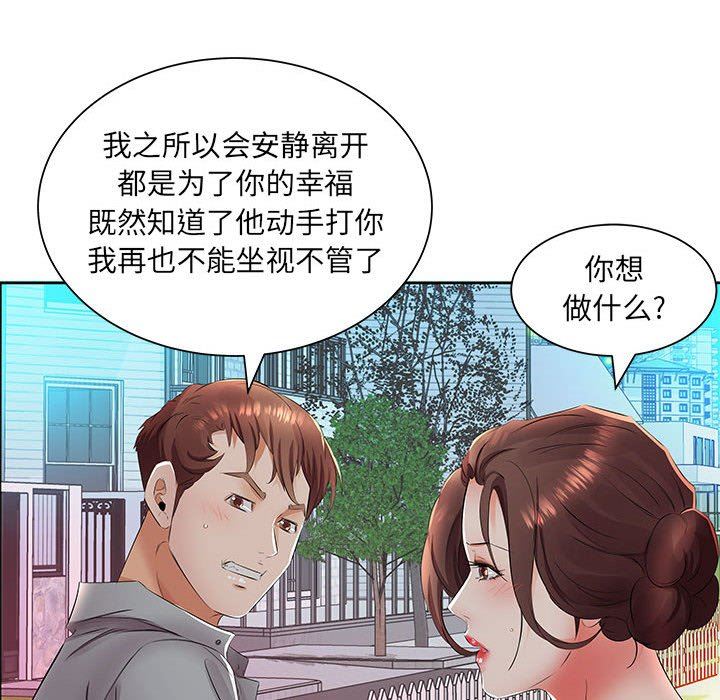 我之所以会安静离开
都是为了你的幸福
既然知道了他动手打你
我再也不能坐视不管了
你想
做什么?